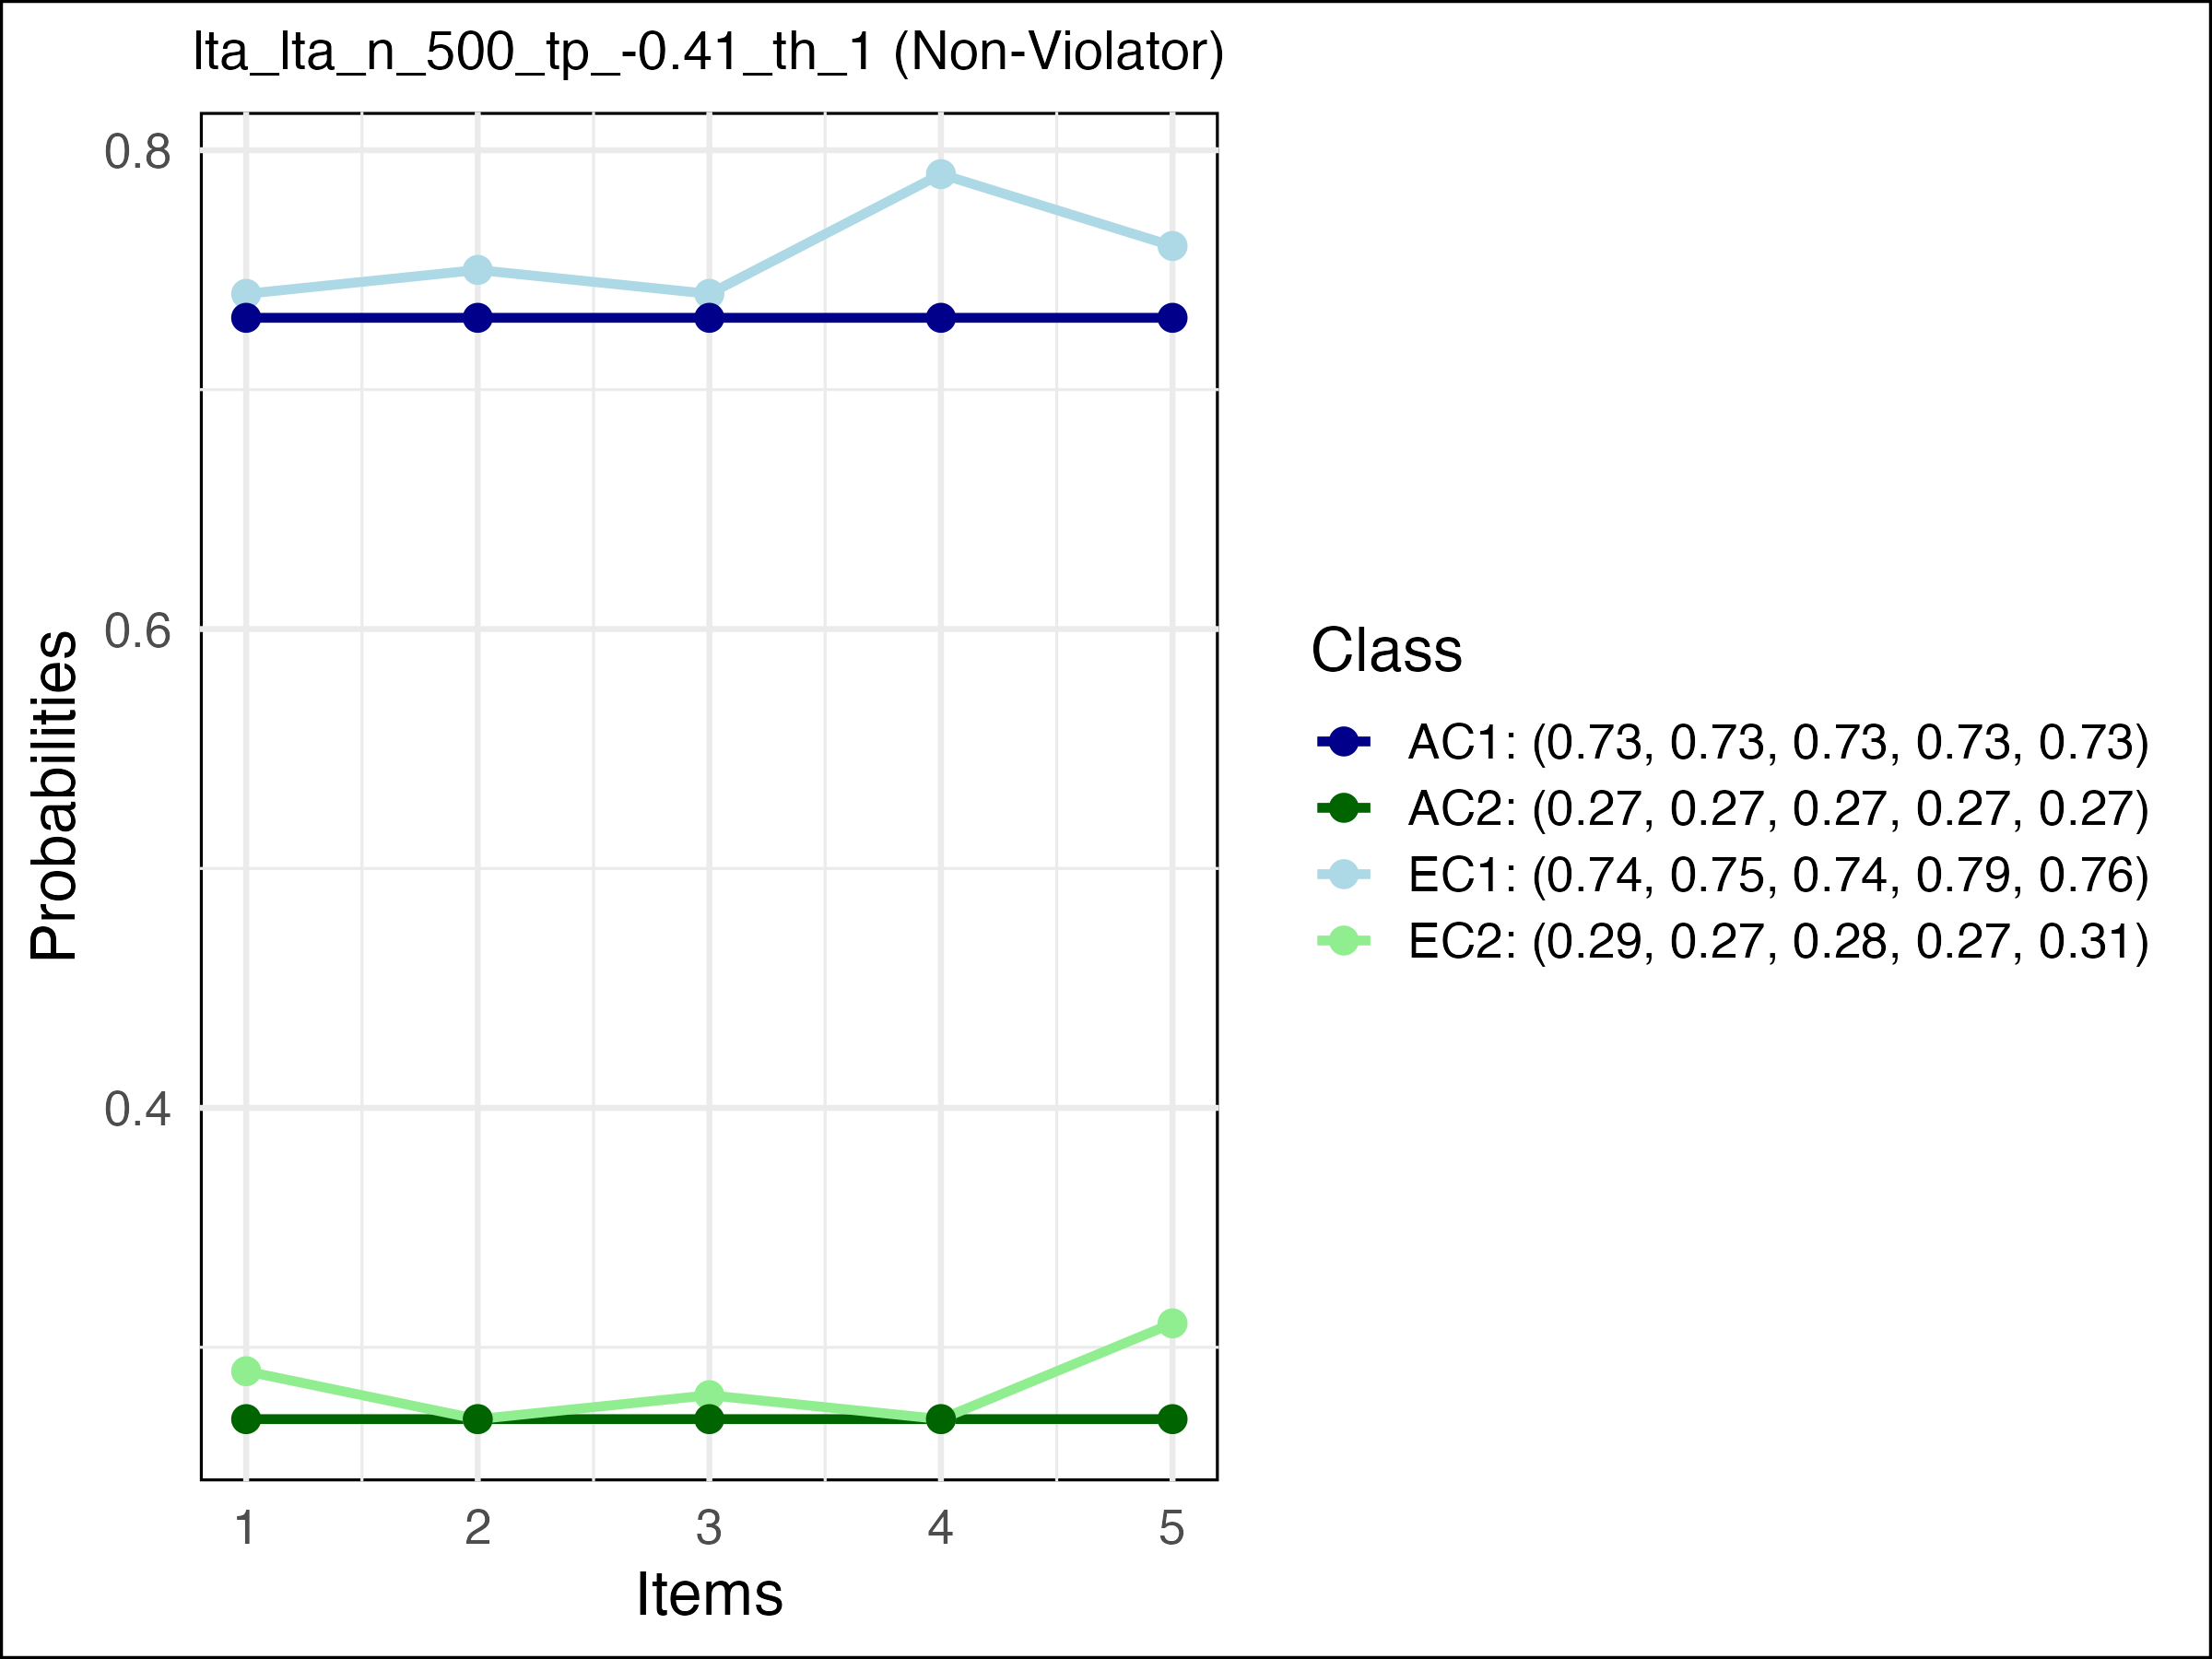 lta_lta_n_500_tp_-0.41_th_1 (Non-Violator)
0.8
0.6
0.4
Probabilities
1 2 3 4 5
Items
Class
AC1: (0.73, 0.73, 0.73, 0.73, 0.73)
AC2: (0.27, 0.27, 0.27, 0.27, 0.27)
EC1: (0.74, 0.75, 0.74, 0.79, 0.76)
EC2: (0.29, 0.27, 0.28, 0.27, 0.31)